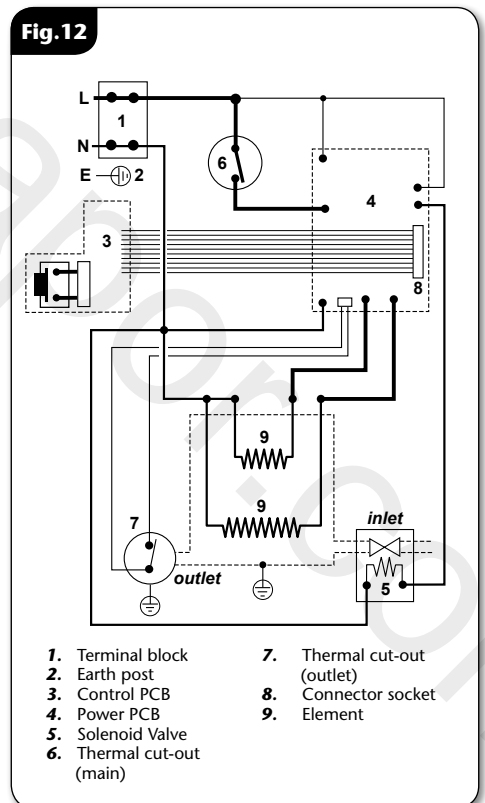 Fig.12
L
1
N
E
2
6
4
3
8
9
9
7
outlet
inlet
5
1. Terminal block
2. Earth post
3. Control PCB
4. Power PCB
5. Solenoid Valve
6. Thermal cut-out
(main)
7. Thermal cut-out
(outlet)
8. Connector socket
9. Element